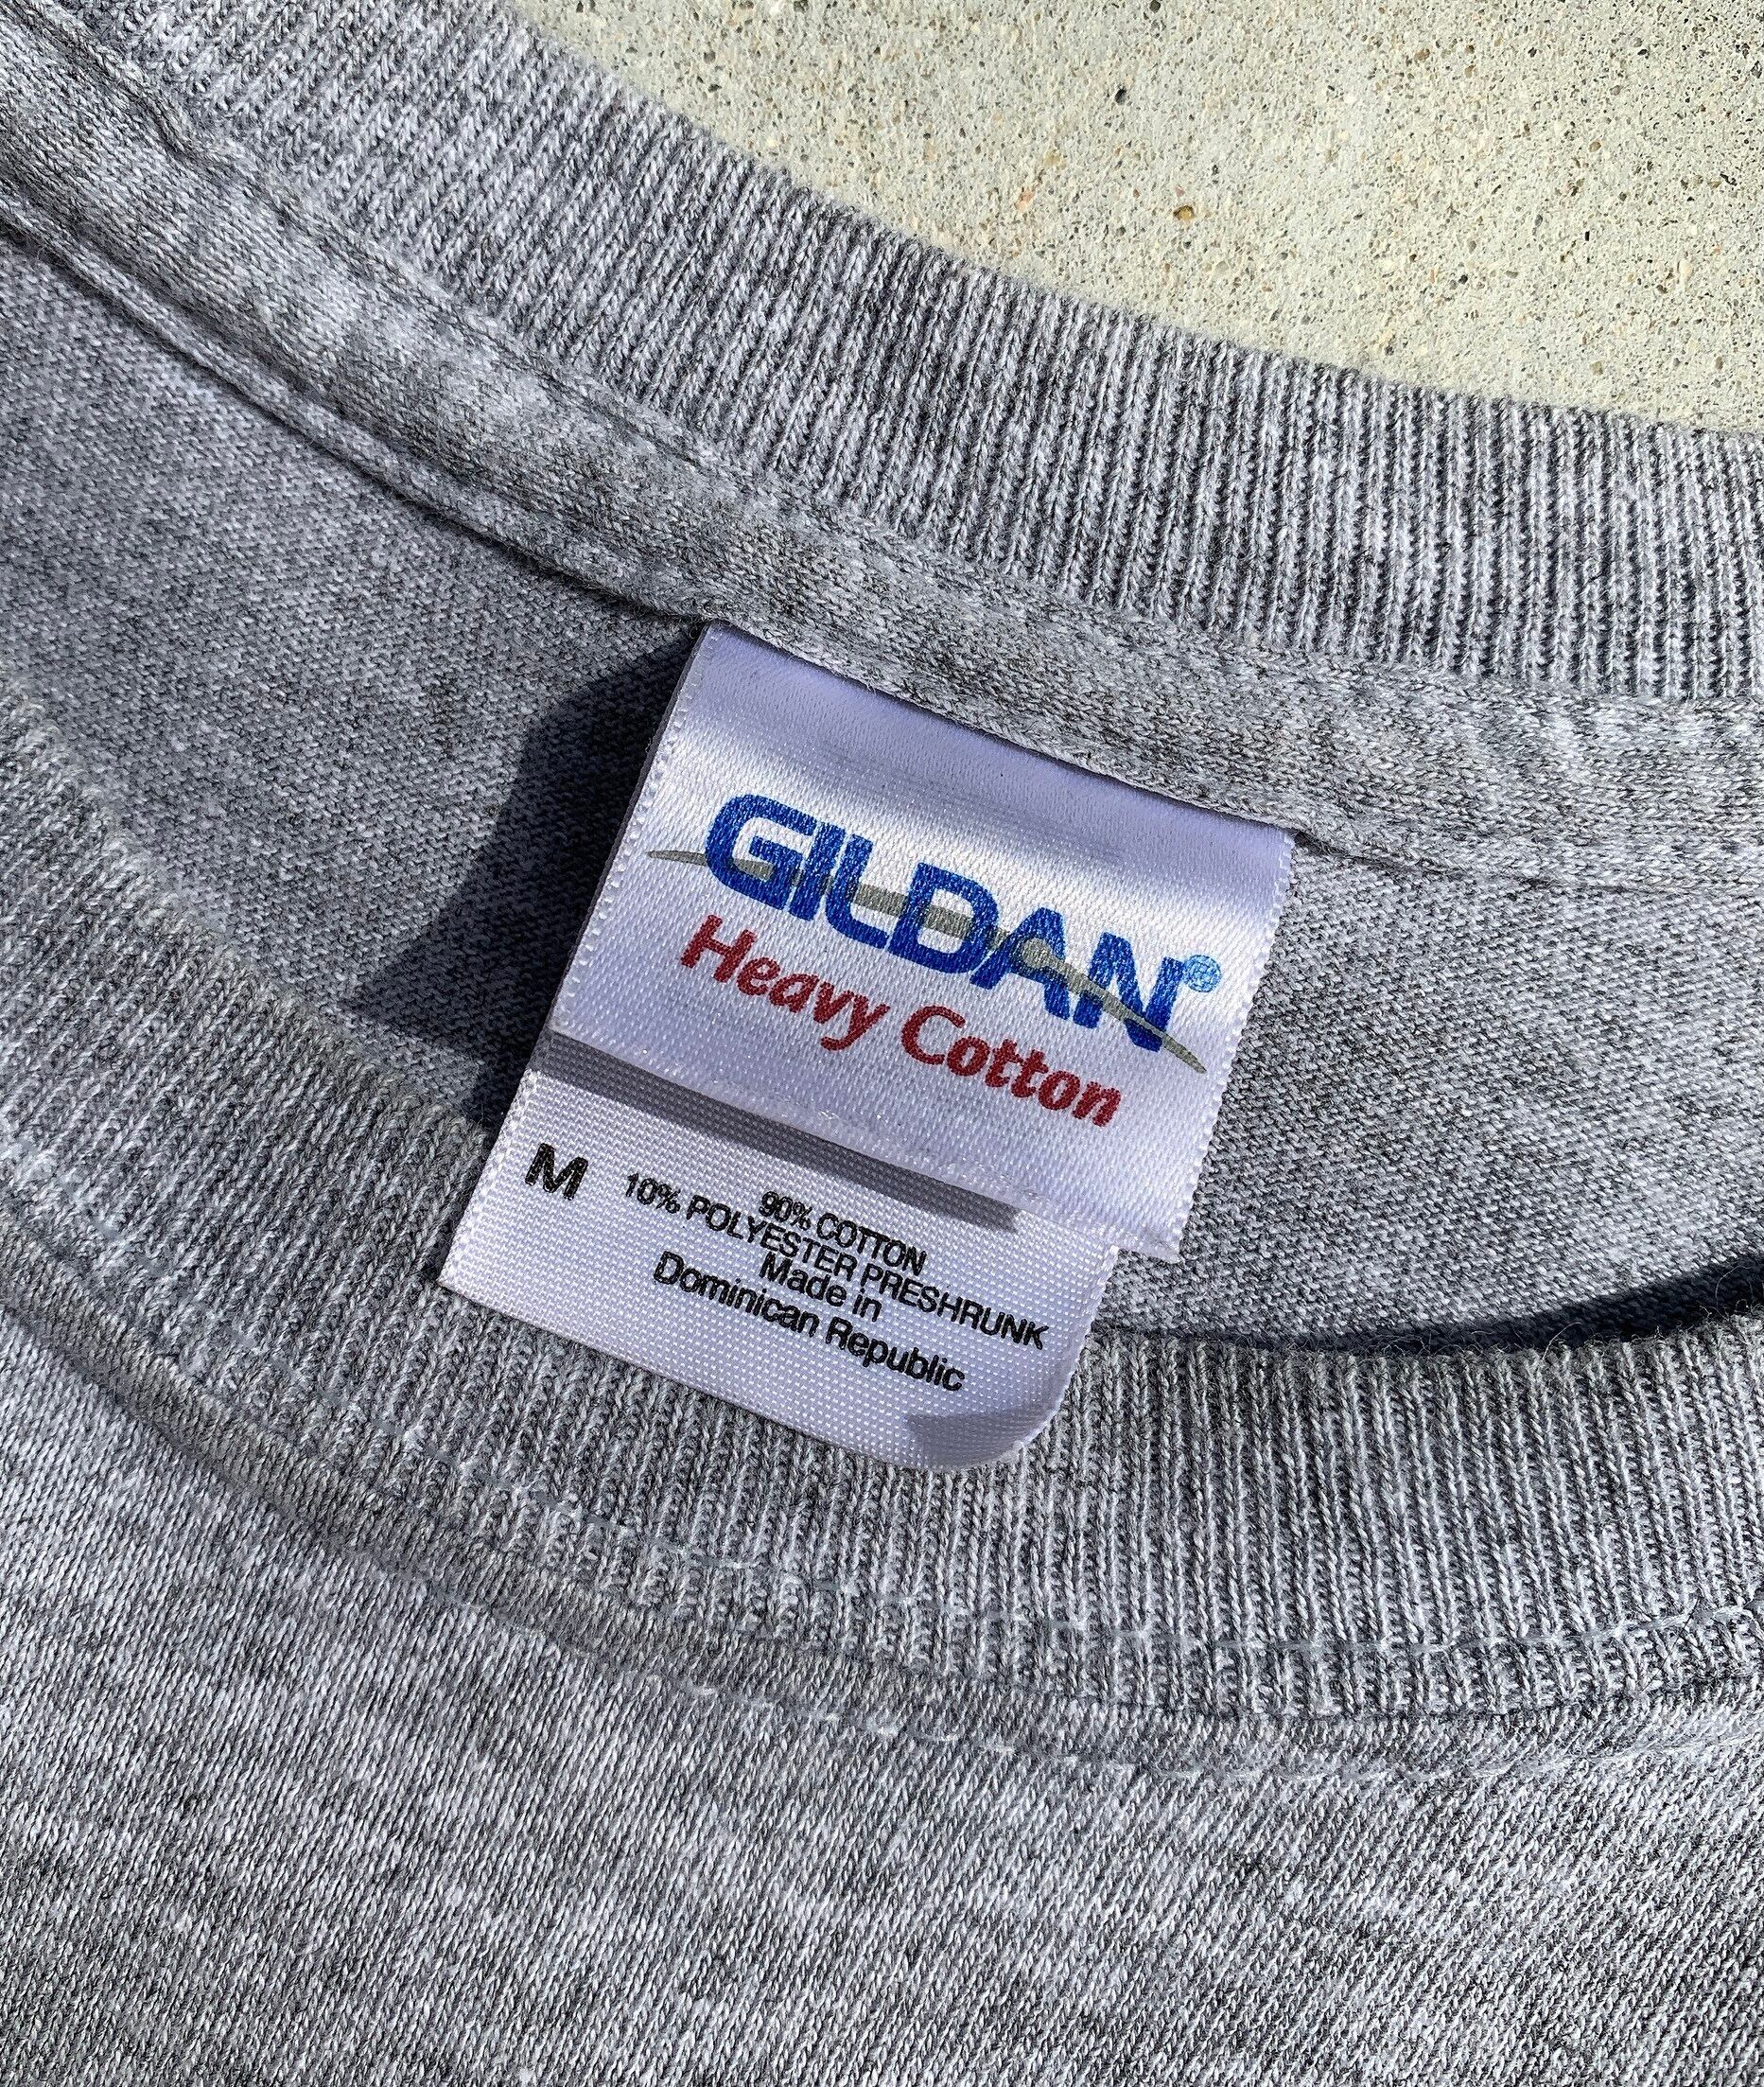 GILDAN®
Heavy Cotton
M
90% COTTON
10% POLYESTER PRESHRUNK
Made in
Dominican Republic